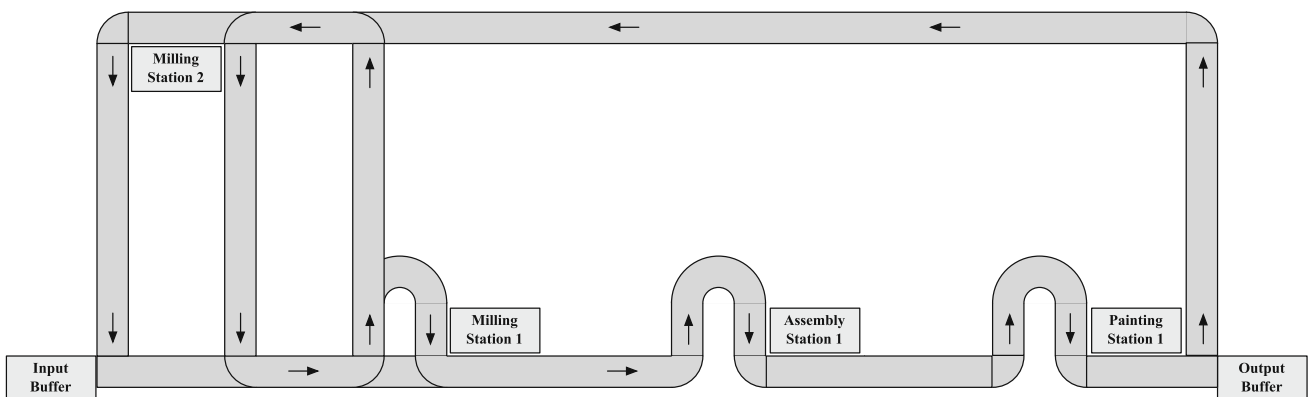 Milling
Station 2
Milling
Station 1
Assembly
Station 1
Painting
Station 1
Input
Buffer
Output
Buffer